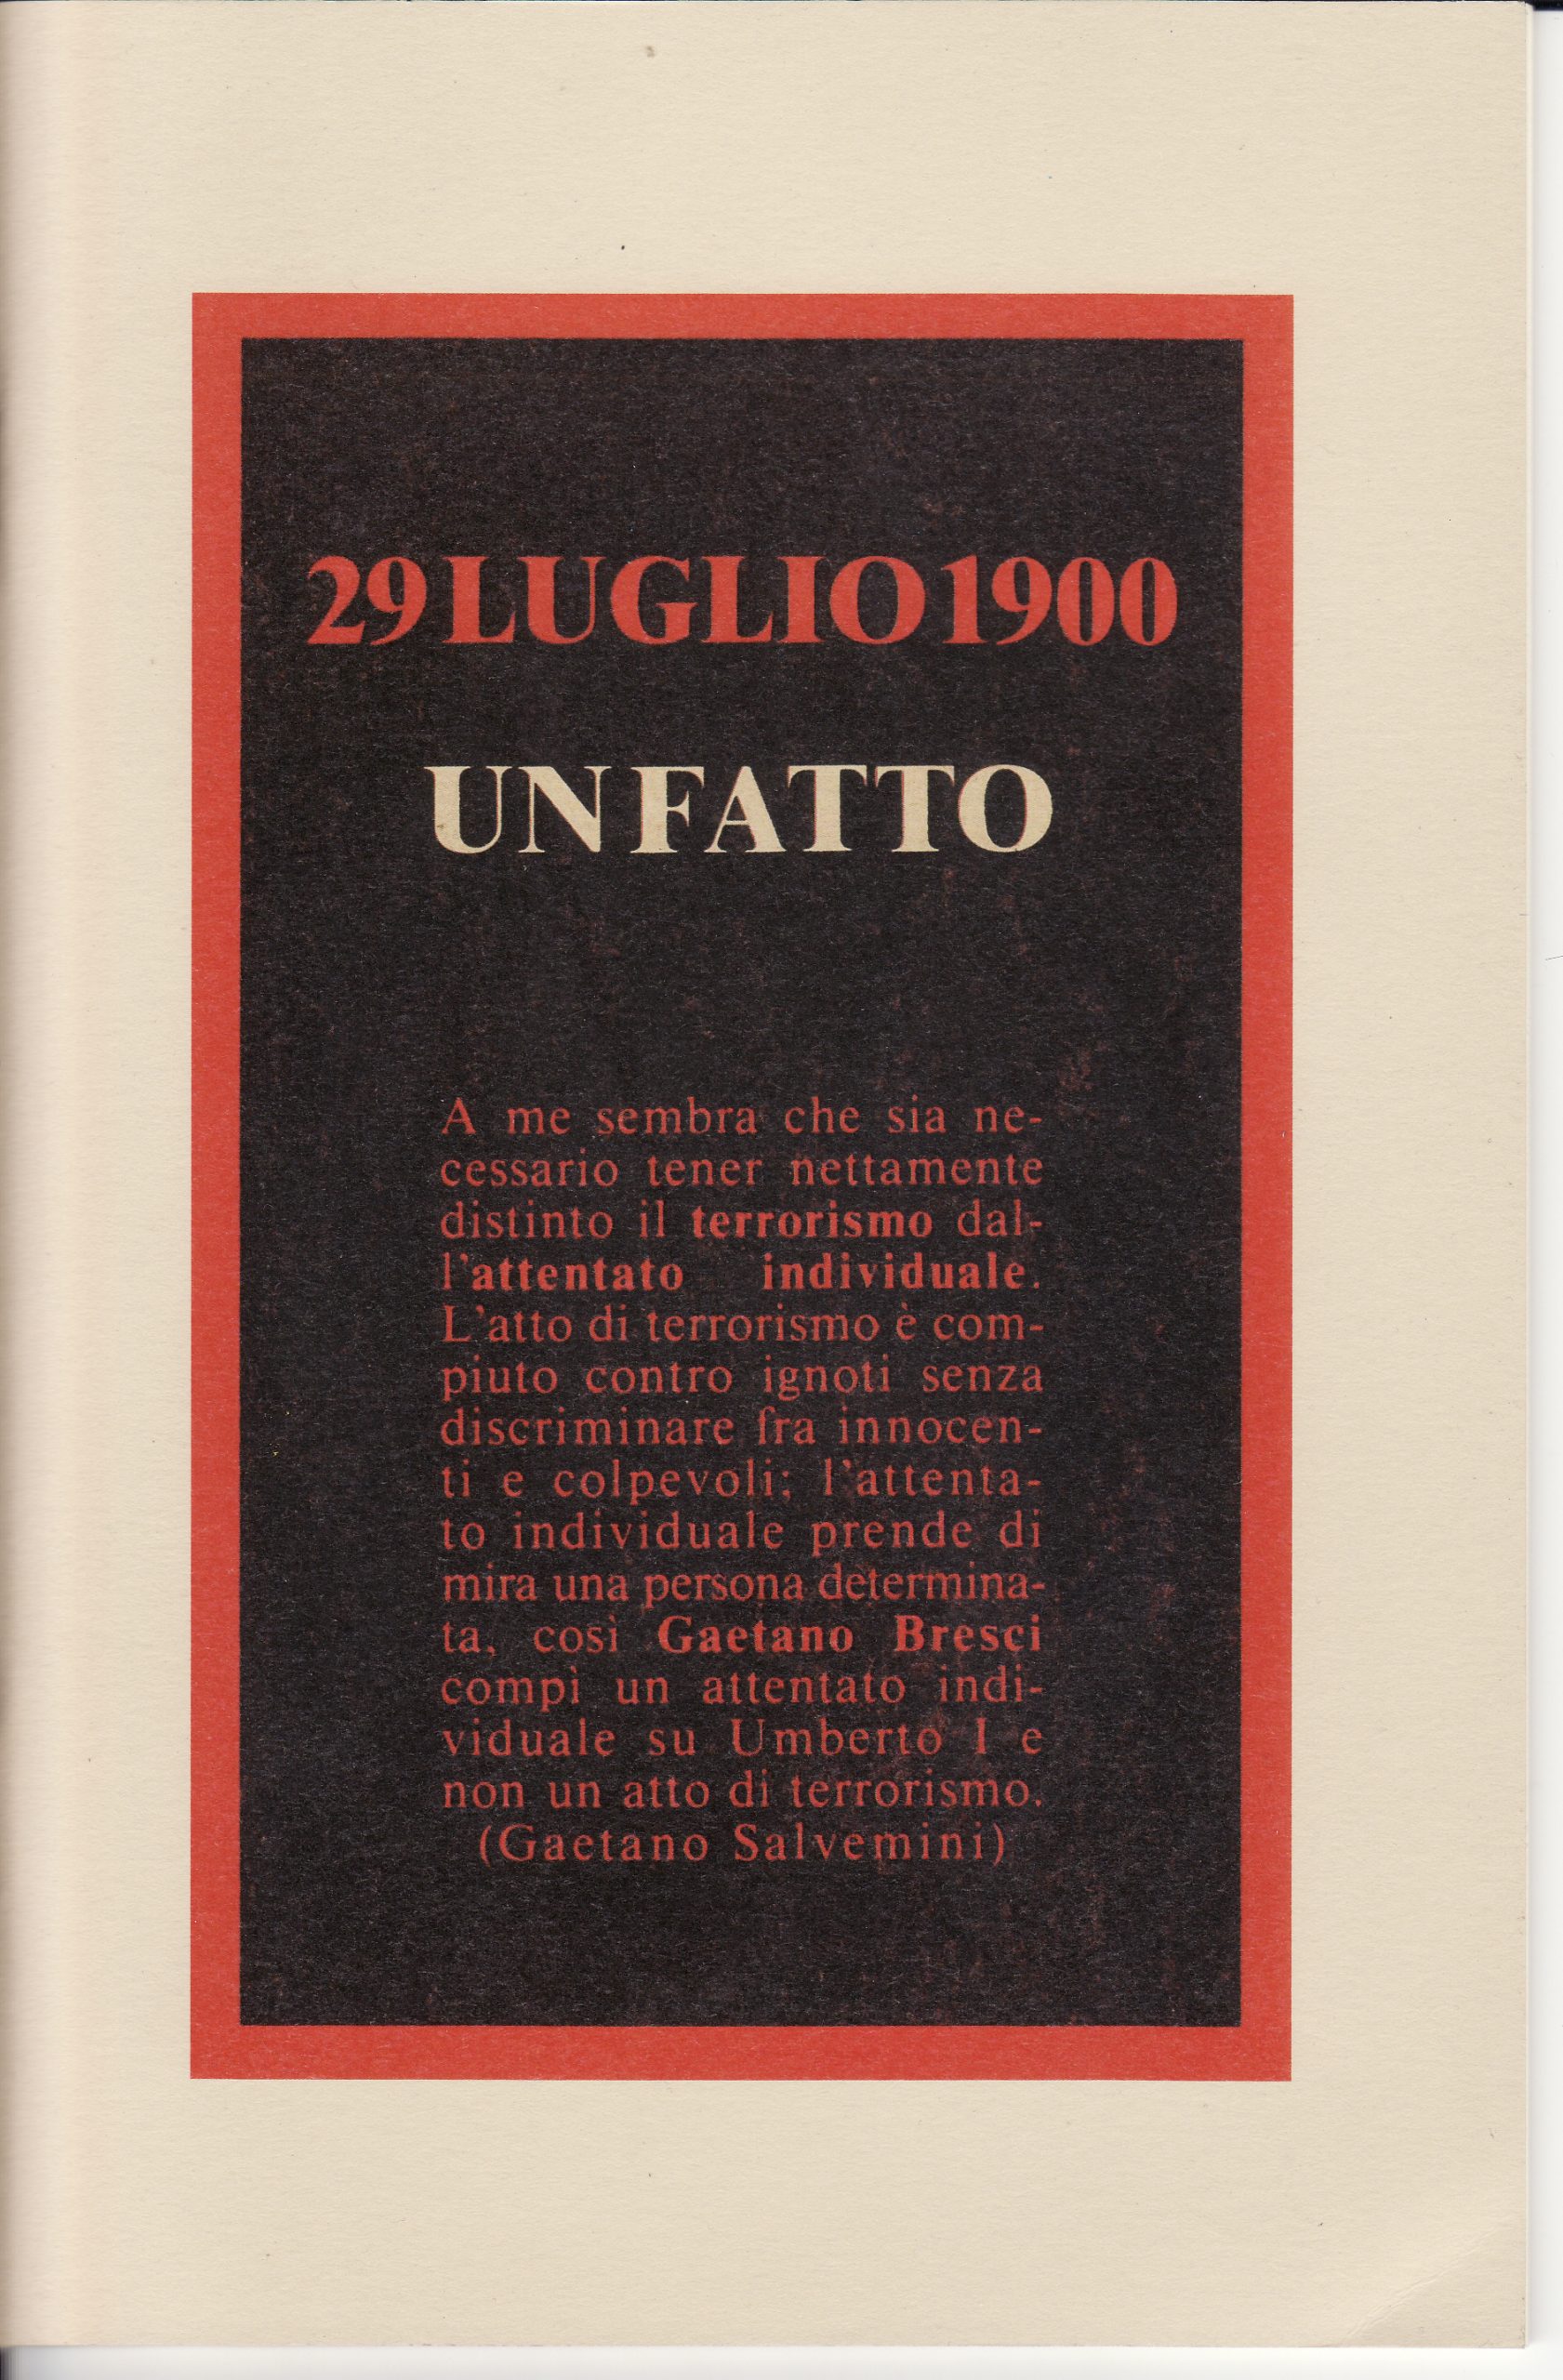 29 LUGLIO 1900
UN FATTO
A me sembra che sia ne-
cessario tener nettamente
distinto il terrorismo dal-
l'attentato individuale.
L'atto di terrorismo è com-
piuto contro ignoti senza
discriminare fra innocen-
ti e colpevoli; l'attenta-
to individuale prende di
mira una persona determina-
ta, così Gaetano Bresci
compì un attentato indi-
viduale su Umberto I e
non un atto di terrorismo.
(Gaetano Salvemini)